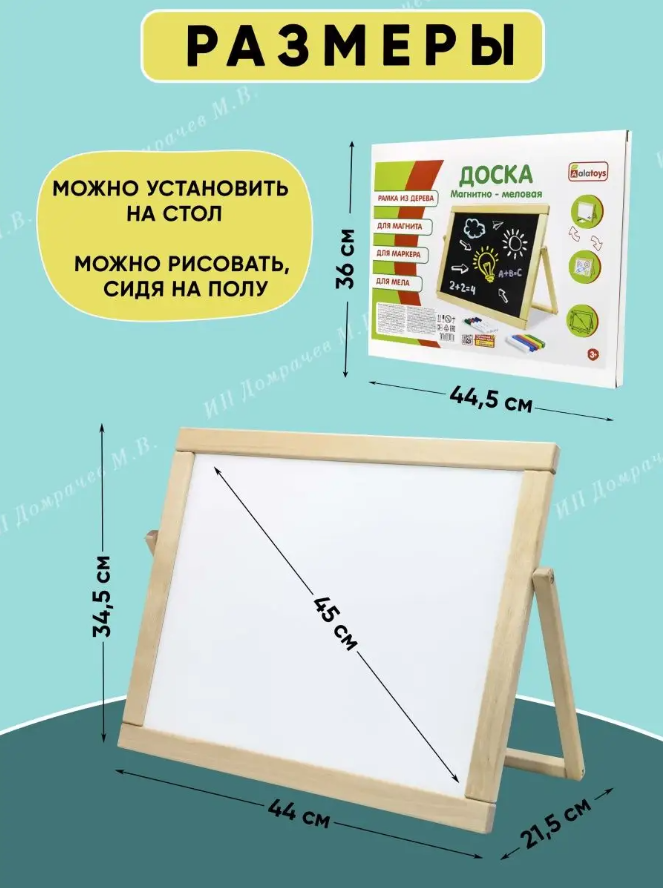 РАЗМЕРЫ
МОЖНО УСТАНОВИТЬ
НА СТОЛ
МОЖНО РИСОВАТЬ,
СИДЯ НА ПОЛУ
36 см
44,5 см
ДОСКА
Магнитно - меловая
Aalatoys
РАМКА ИЗ ДЕРЕВА
ДЛЯ МАГНИТА
ДЛЯ МАРКЕРА
ДЛЯ МЕЛА
A+B=C
2+2=4
3+
34,5 см
45 см
44 см
21,5 см
ИП Домрачев М.В.